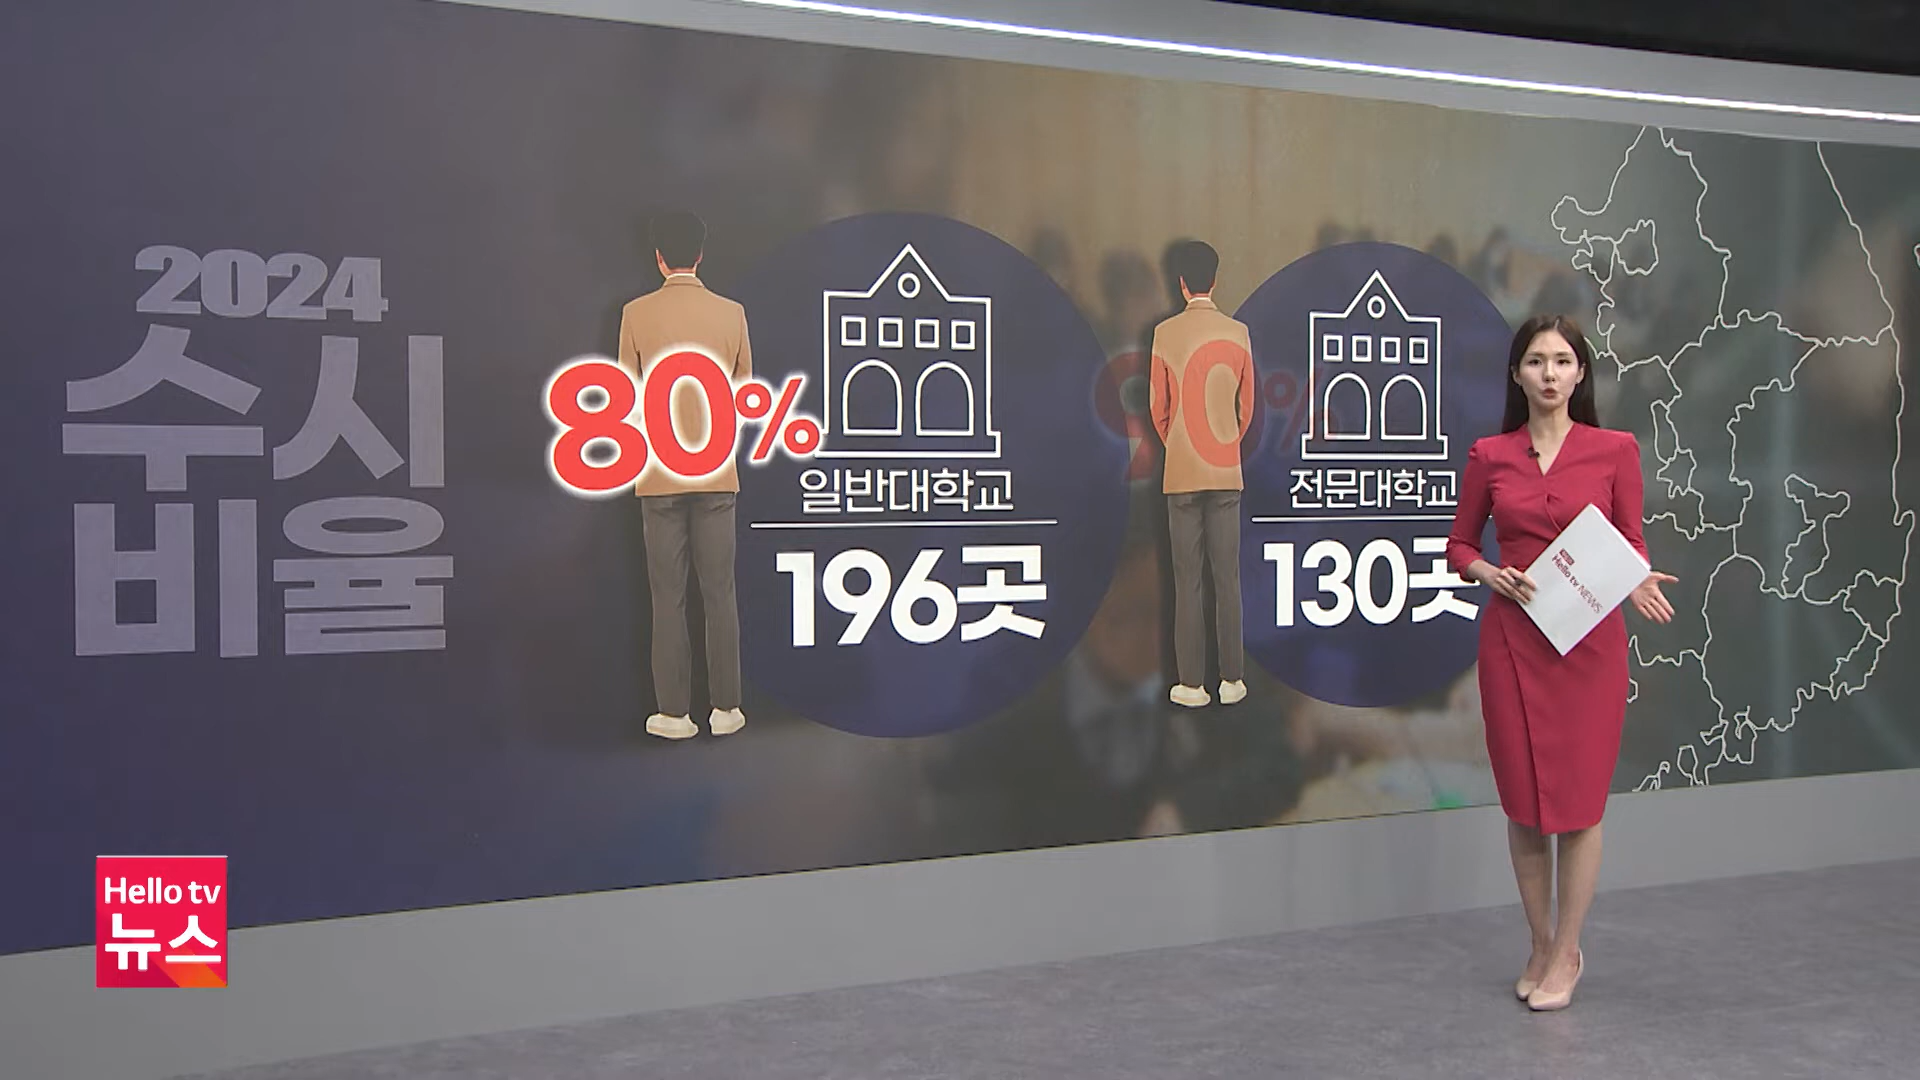 2024
수시
비율
80%
일반대학교
196곳
90%
전문대학교
130곳
Hello tv NEWS
Hello tv
뉴스